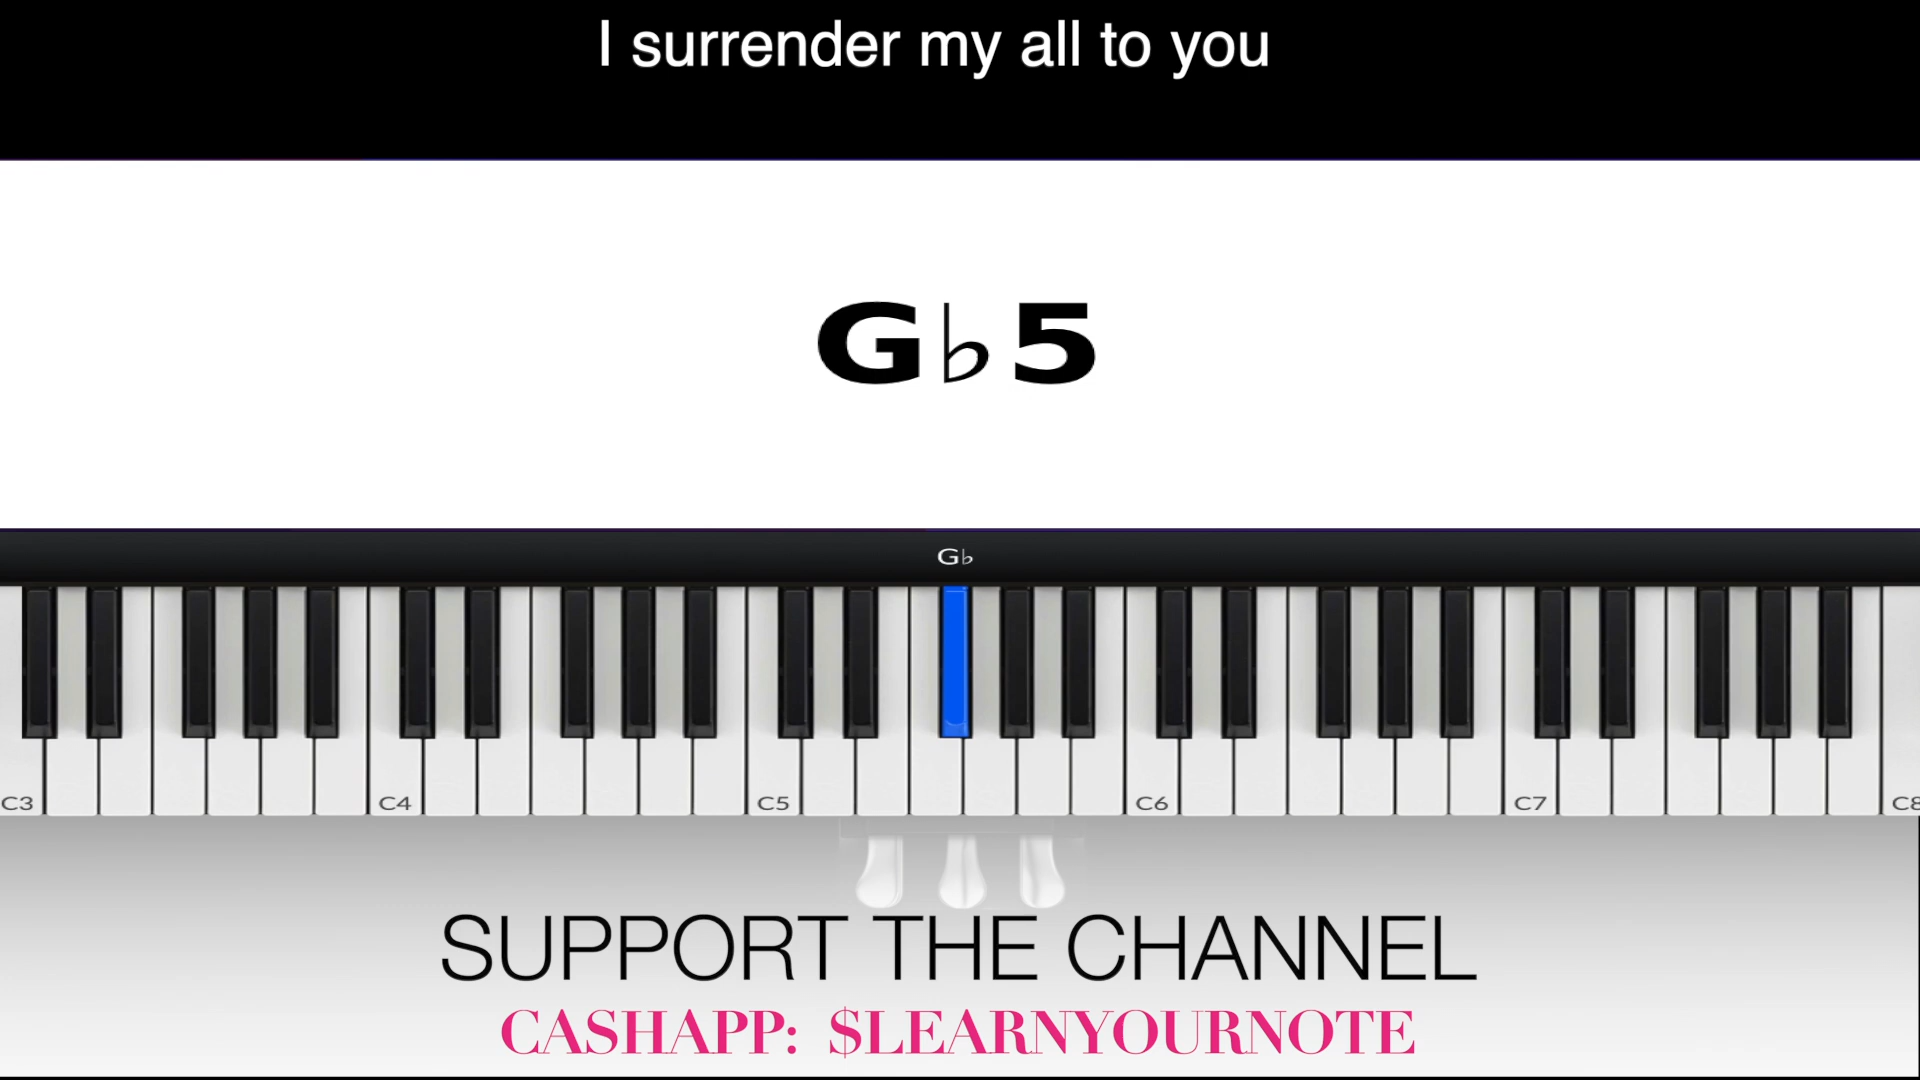 I surrender my all to you
G♭5
G♭
C3 C4 C5 C6 C7 C8
SUPPORT THE CHANNEL
CASHAPP: $LEARNYOURNOTE